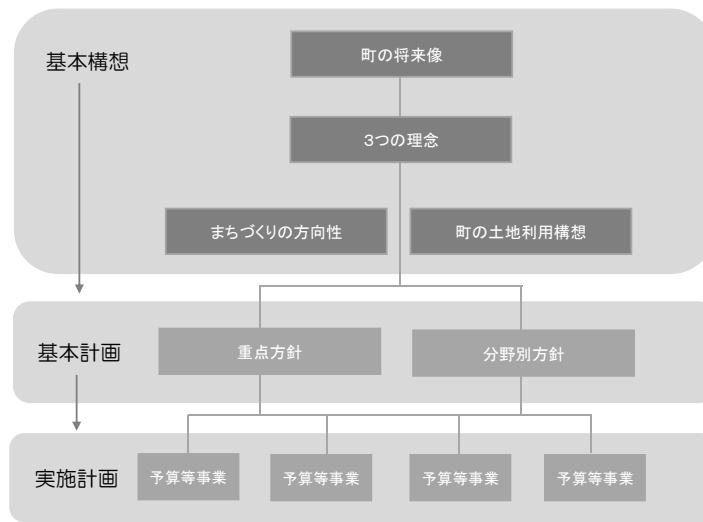 基本構想
町の将来像
3つの理念
まちづくりの方向性
町の土地利用構想
基本計画
重点方針
分野別方針
実施計画
予算等事業
予算等事業
予算等事業
予算等事業